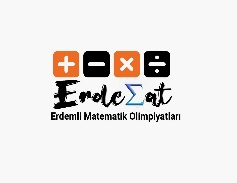 + − × ÷
ErdeΣat
Erdemli Matematik Olimpiyatları